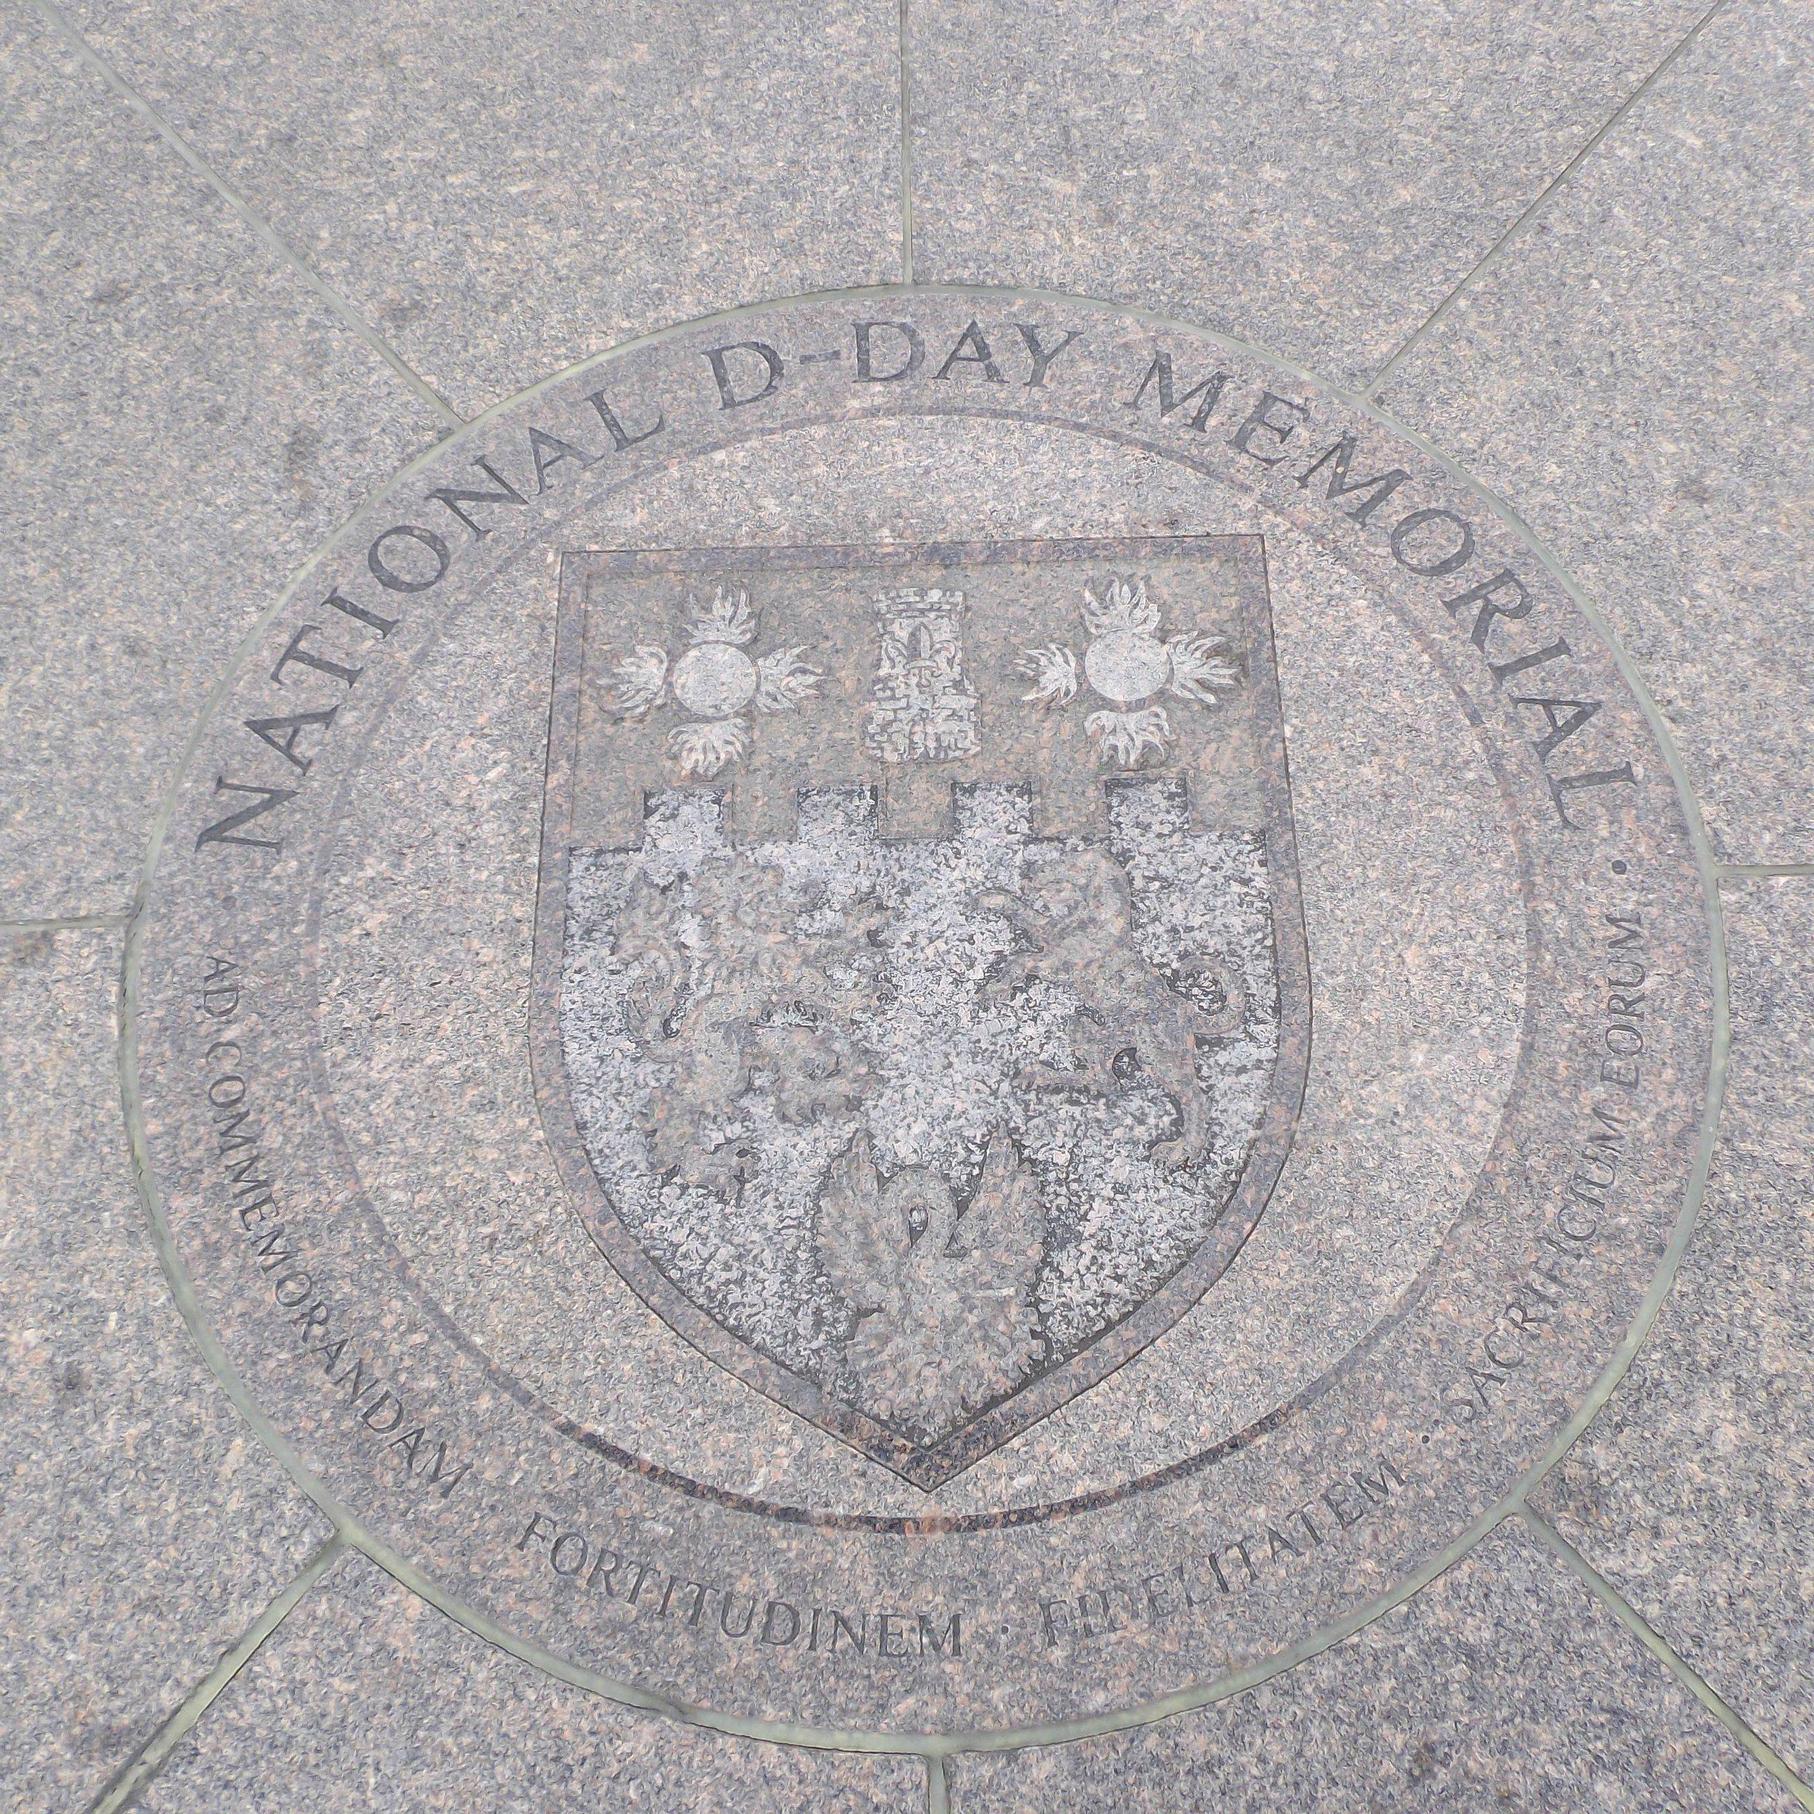 NATIONAL D-DAY MEMORIAL
AD COMMEMORANDAM FORTITUDINEM · FIDELITATEM · SACRIFICIUM EORUM ·